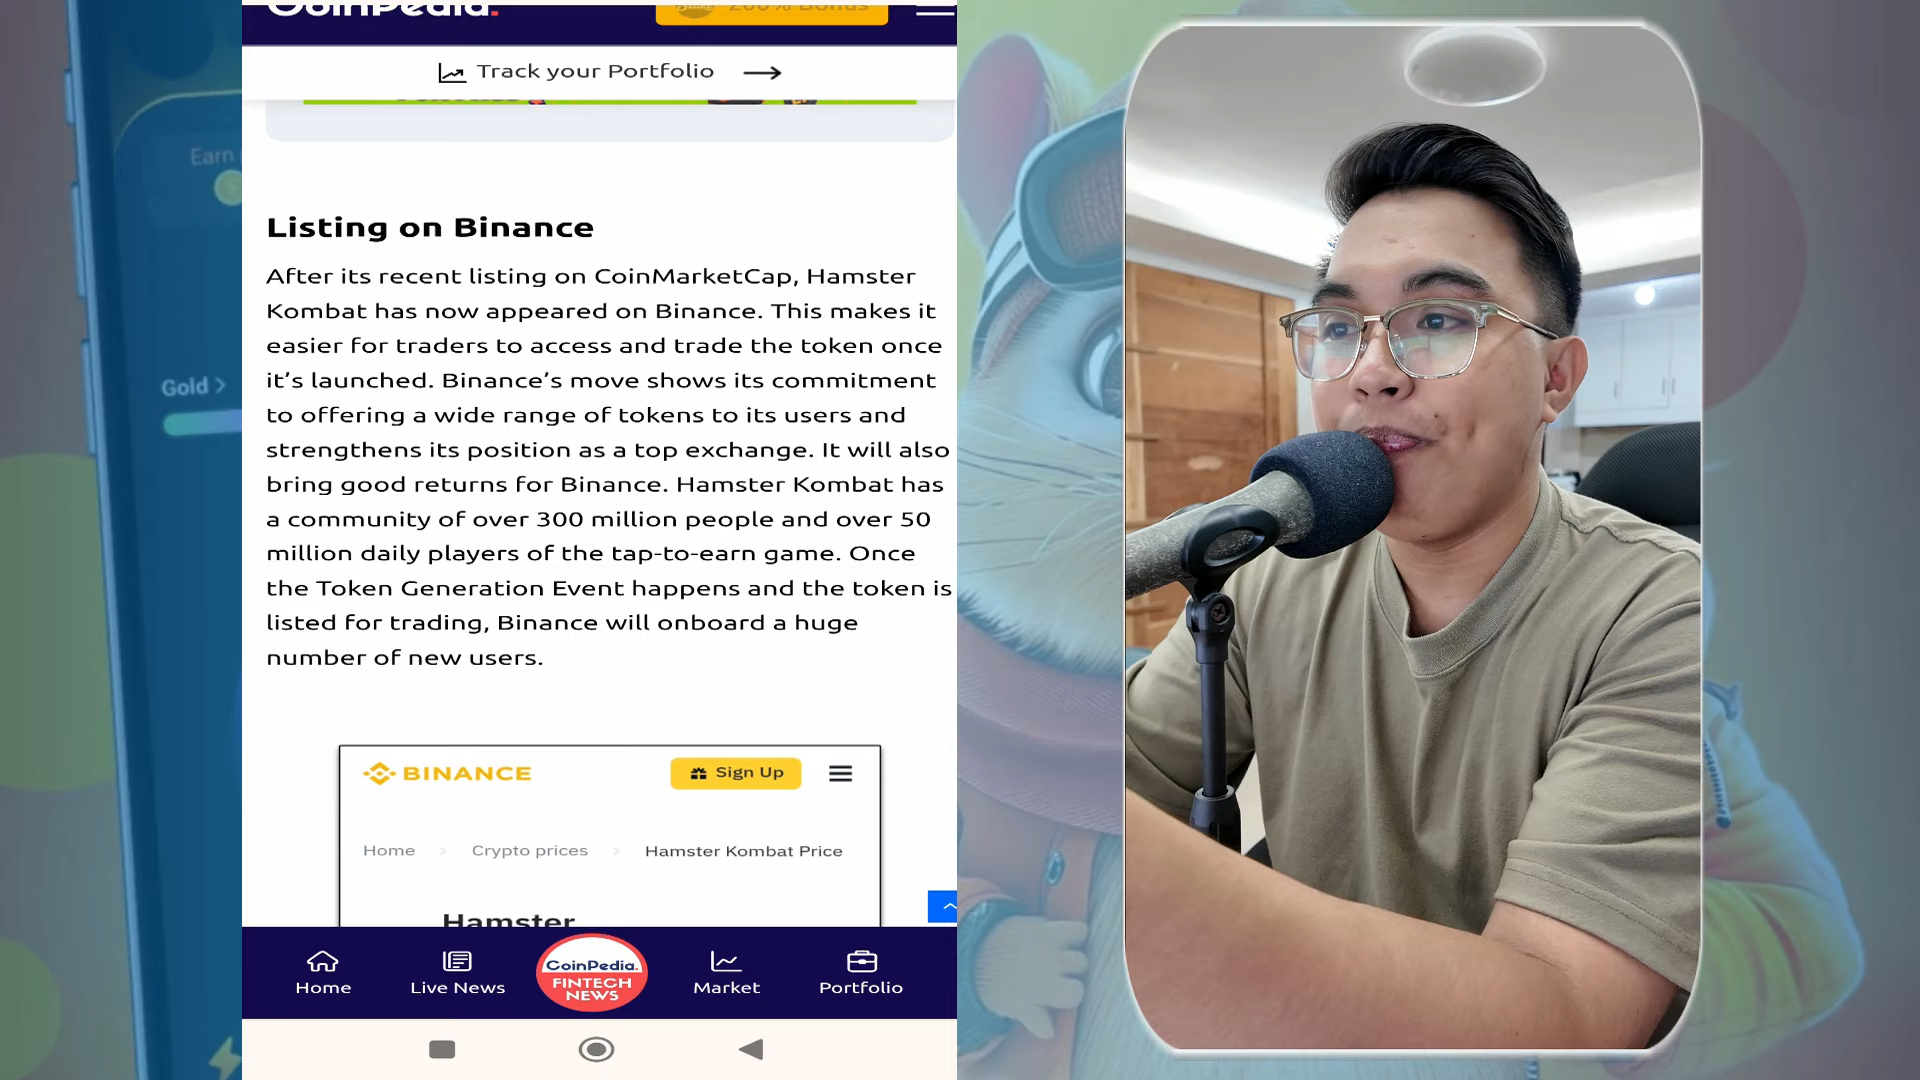 CoinPedia.
200% Bonus
Track your Portfolio
Earn
Gold >
Listing on Binance
After its recent listing on CoinMarketCap, Hamster
Kombat has now appeared on Binance. This makes it
easier for traders to access and trade the token once
it's launched. Binance's move shows its commitment
to offering a wide range of tokens to its users and
strengthens its position as a top exchange. It will also
bring good returns for Binance. Hamster Kombat has
a community of over 300 million people and over 50
million daily players of the tap-to-earn game. Once
the Token Generation Event happens and the token is
listed for trading, Binance will onboard a huge
number of new users.
BINANCE
Sign Up
Home > Crypto prices > Hamster Kombat Price
Hamster
Home
Live News
CoinPedia.
FINTECH
NEWS
Market
Portfolio